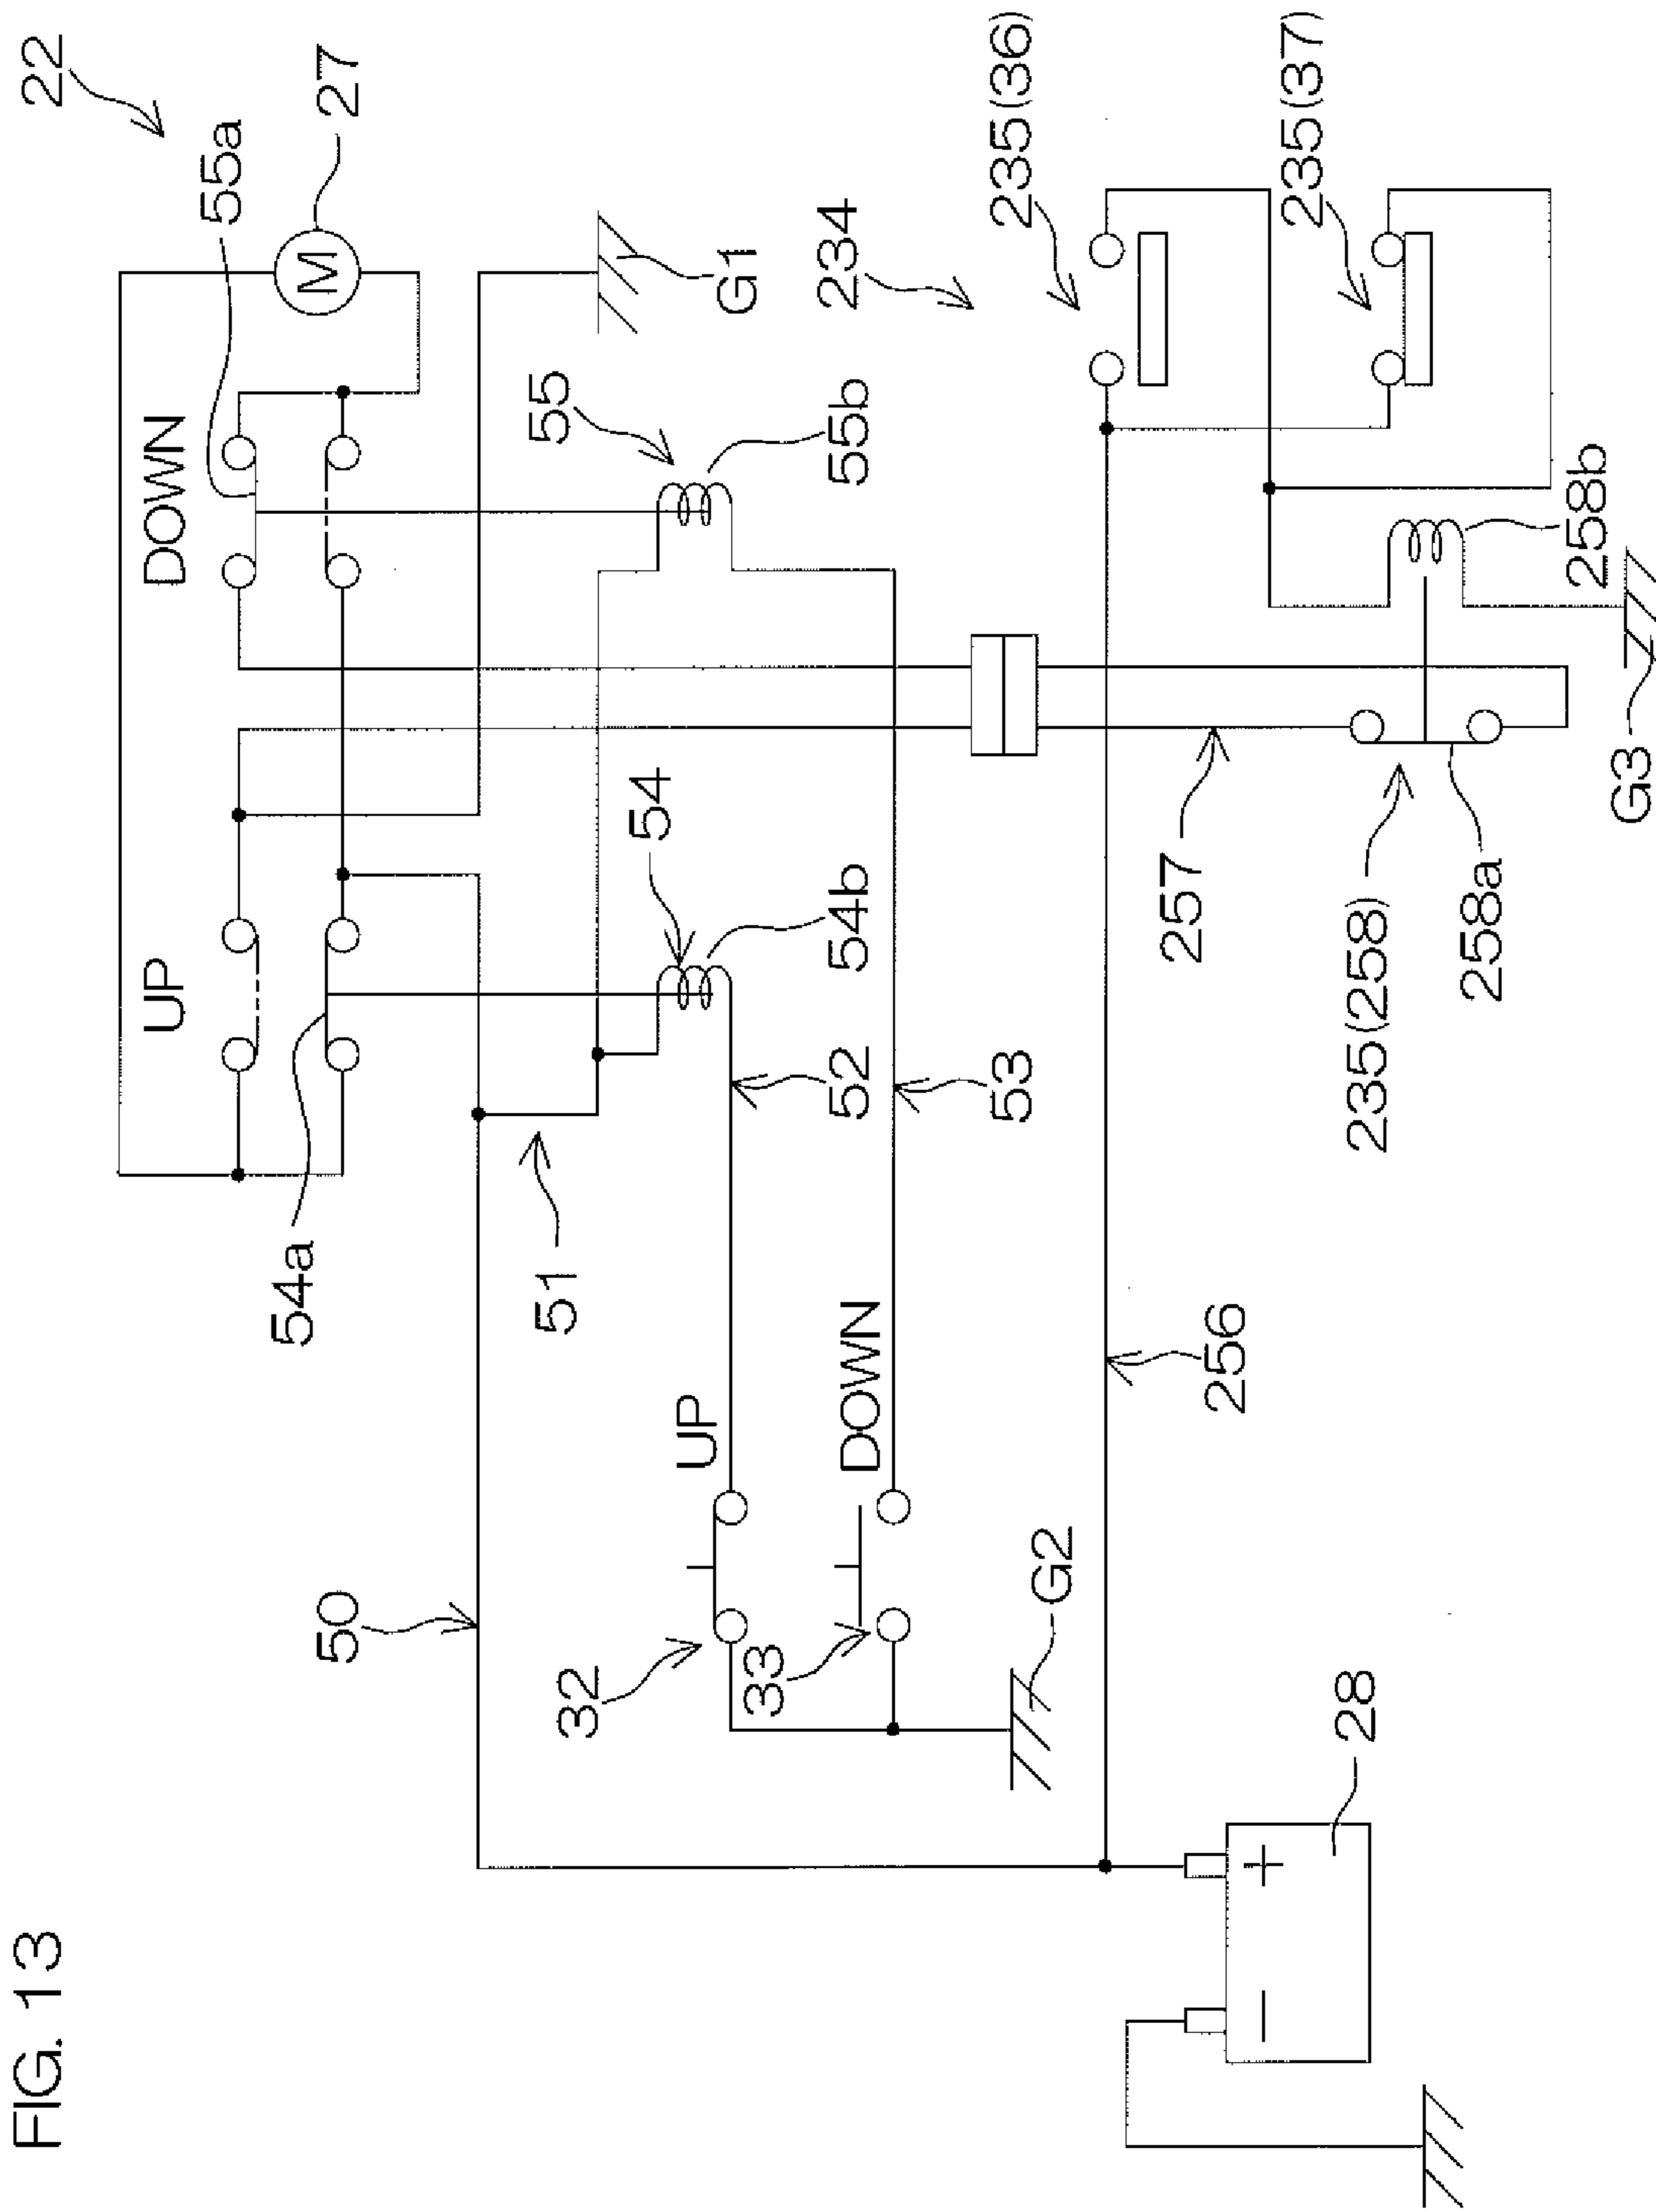 FIG. 13
22
27
55a
DOWN
UP
54a
M
G1
55
55b
54
54b
50
51
52
53
UP
DOWN
32
33
G2
234
235(36)
235(37)
256
257
235(258)
258a
258b
G3
28
+
−